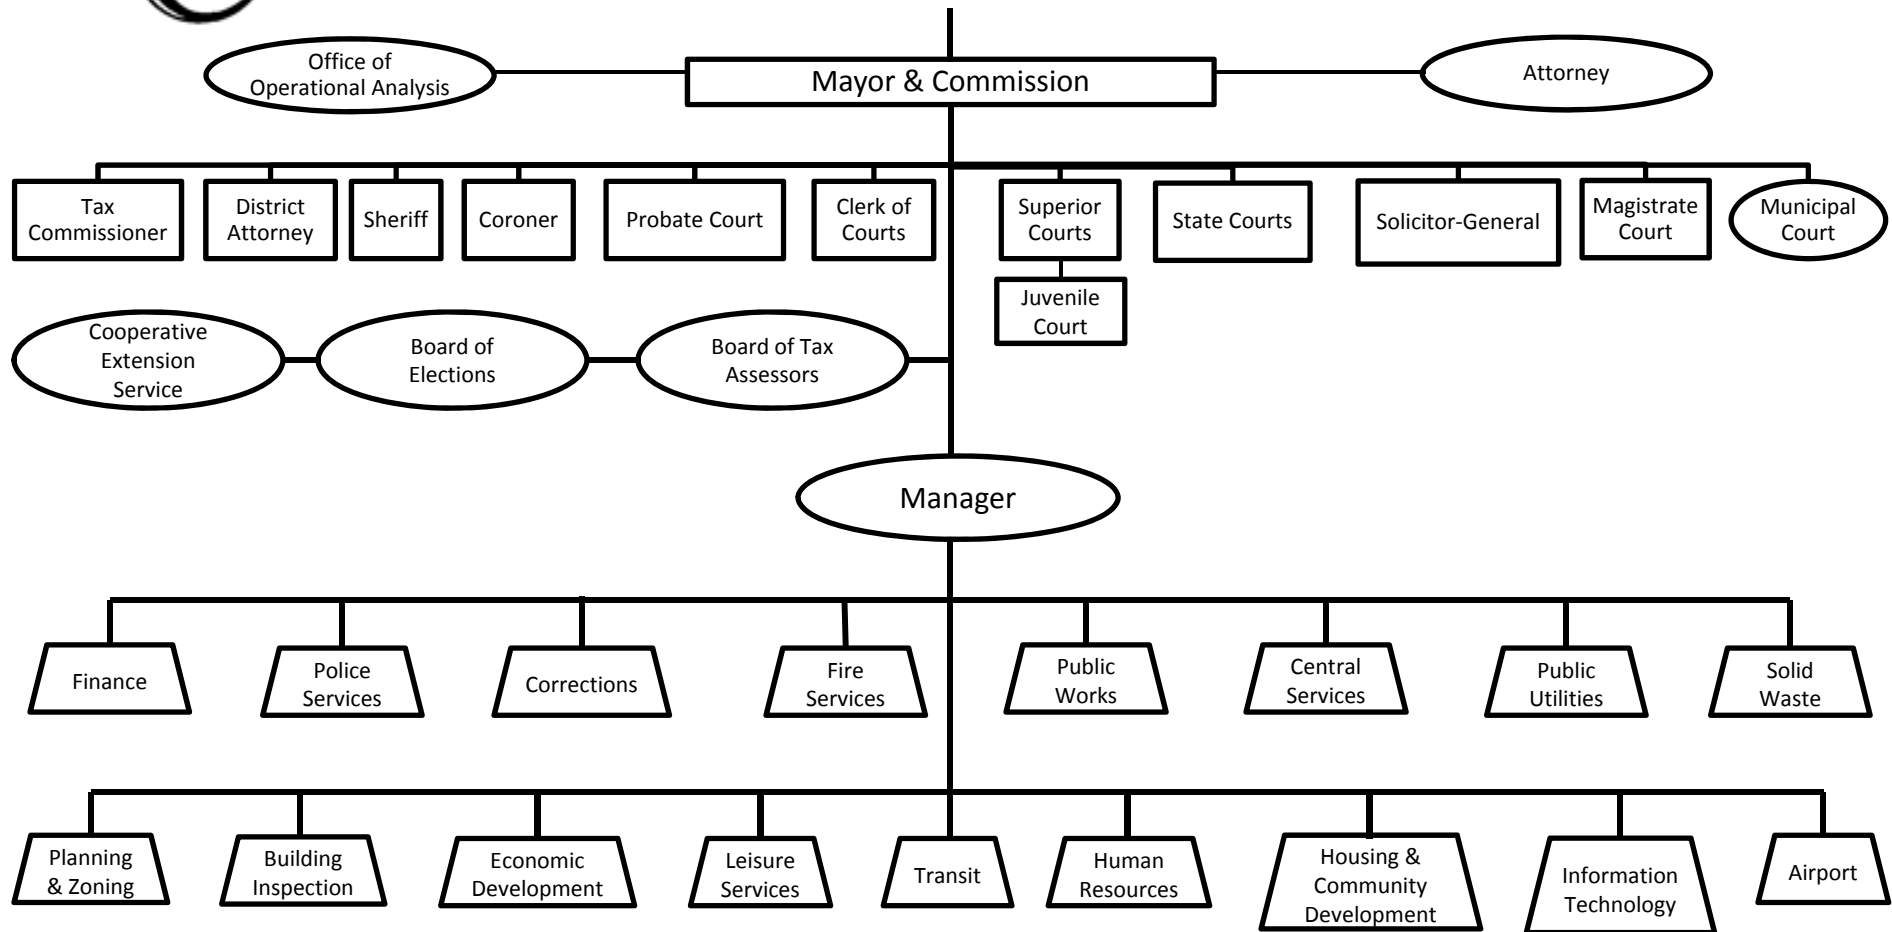 Office of
Operational Analysis
Mayor & Commission
Attorney
Tax
Commissioner
District
Attorney
Sheriff
Coroner
Probate Court
Clerk of
Courts
Superior
Courts
State Courts
Solicitor-General
Magistrate
Court
Municipal
Court
Juvenile
Court
Cooperative
Extension
Service
Board of
Elections
Board of Tax
Assessors
Manager
Finance
Police
Services
Corrections
Fire
Services
Public
Works
Central
Services
Public
Utilities
Solid
Waste
Planning
& Zoning
Building
Inspection
Economic
Development
Leisure
Services
Transit
Human
Resources
Housing &
Community
Development
Information
Technology
Airport